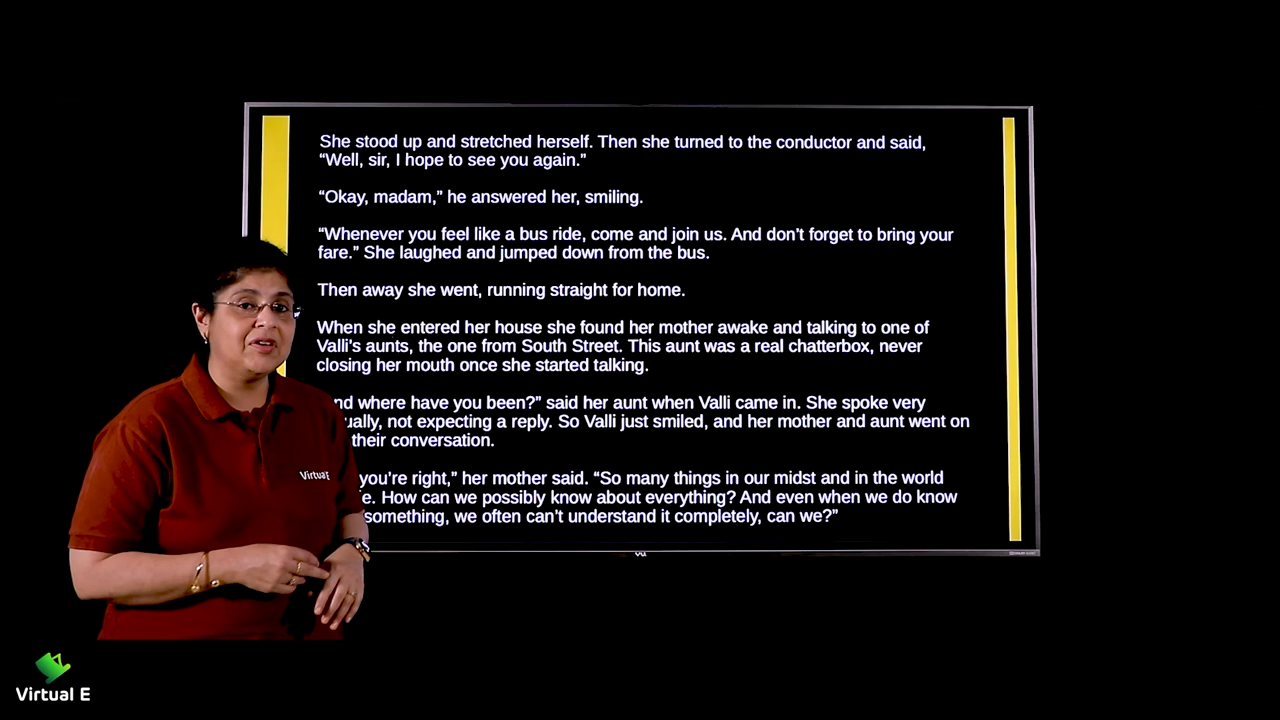 She stood up and stretched herself. Then she turned to the conductor and said,
“Well, sir, I hope to see you again.”
“Okay, madam,” he answered her, smiling.
“Whenever you feel like a bus ride, come and join us. And don’t forget to bring your
fare.” She laughed and jumped down from the bus.
Then away she went, running straight for home.
When she entered her house she found her mother awake and talking to one of
Valli’s aunts, the one from South Street. This aunt was a real chatterbox, never
closing her mouth once she started talking.
where have you been?” said her aunt when Valli came in. She spoke very
not expecting a reply. So Valli just smiled, and her mother and aunt went on
their conversation.
you’re right,” her mother said. “So many things in our midst and in the world
How can we possibly know about everything? And even when we do know
something, we often can’t understand it completely, can we?”
Virtual E
Virtual E